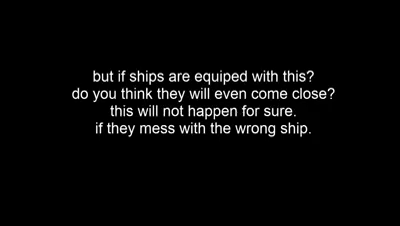 but if ships are equiped with this?
do you think they will even come close?
this will not happen for sure.
if they mess with the wrong ship.